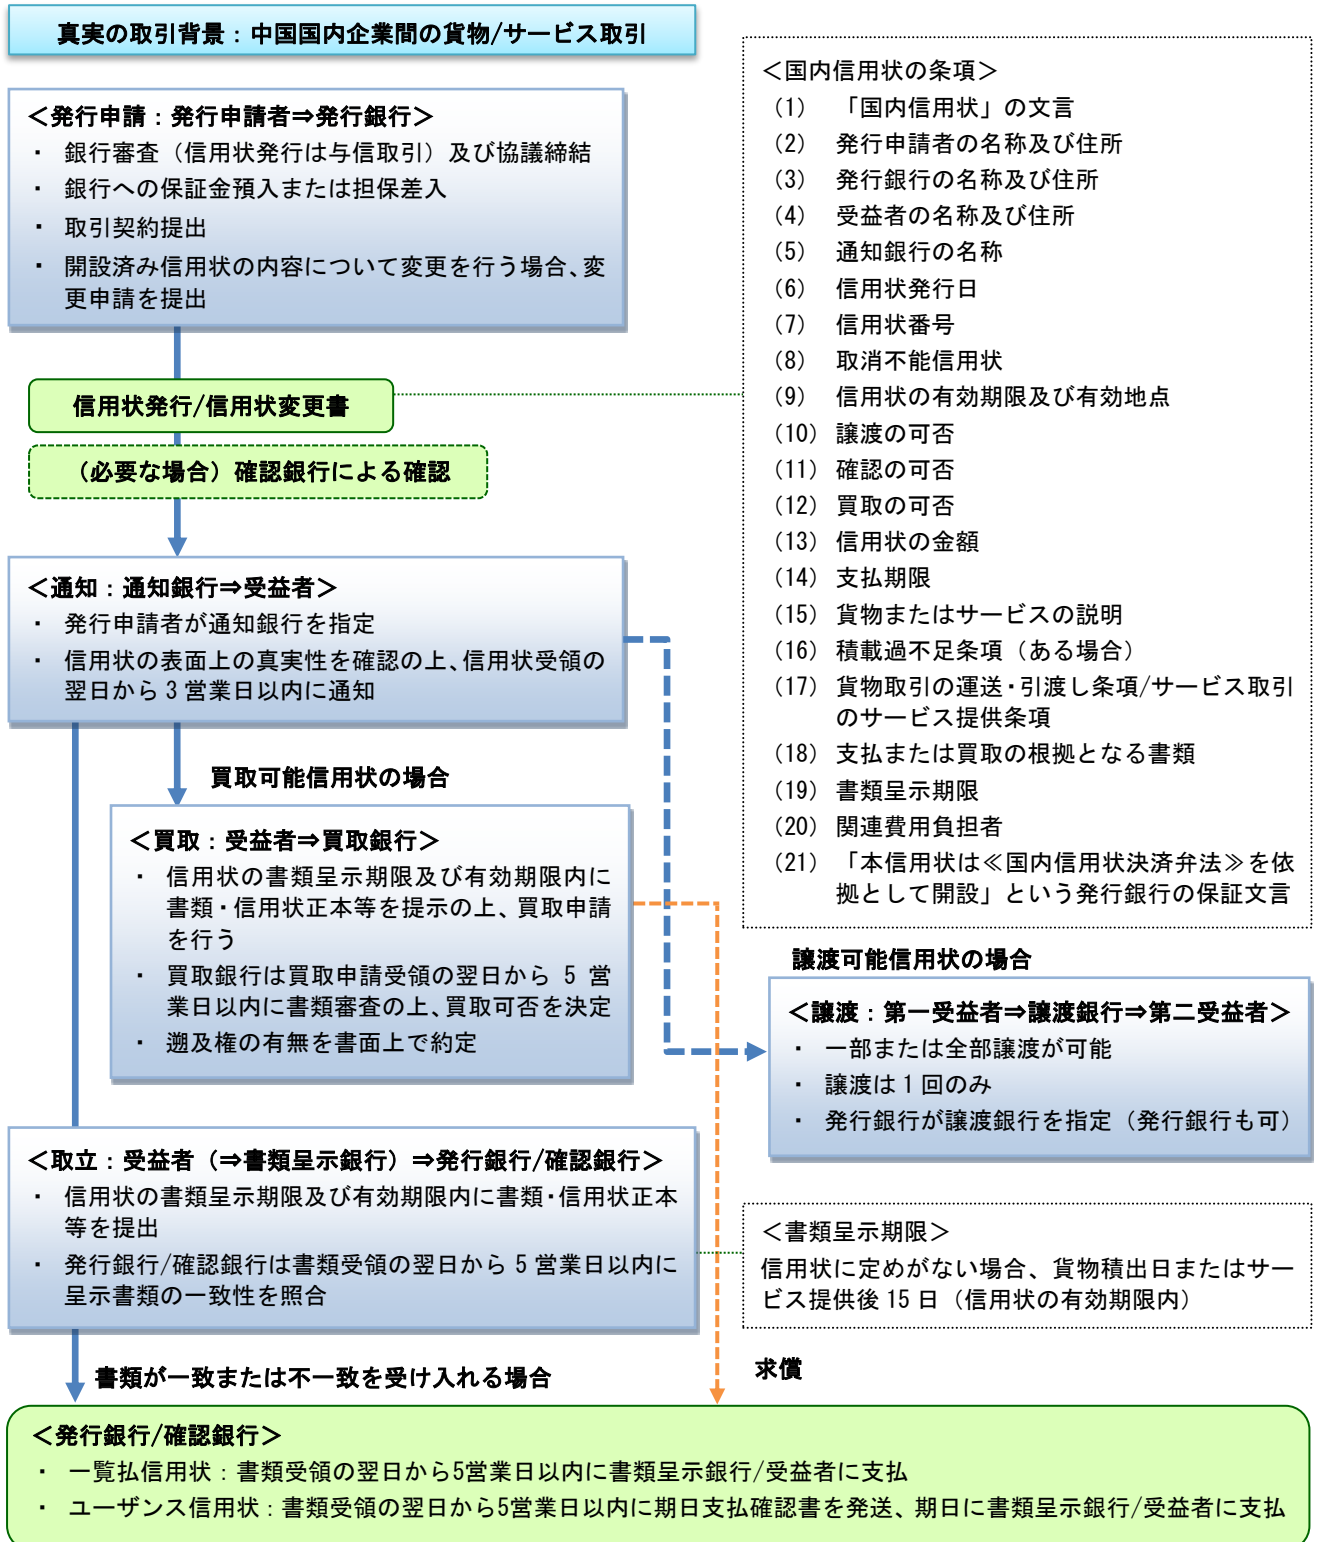 真実の取引背景：中国国内企業間の貨物/サービス取引
＜発行申請：発行申請者⇒発行銀行＞
・ 銀行審査（信用状発行は与信取引）及び協議締結
・ 銀行への保証金預入または担保差入
・ 取引契約提出
・ 開設済み信用状の内容について変更を行う場合、変
更申請を提出
信用状発行/信用状変更書
（必要な場合）確認銀行による確認
＜通知：通知銀行⇒受益者＞
・ 発行申請者が通知銀行を指定
・ 信用状の表面上の真実性を確認の上、信用状受領の
翌日から3営業日以内に通知
買取可能信用状の場合
＜買取：受益者⇒買取銀行＞
・ 信用状の書類呈示期限及び有効期限内に
書類・信用状正本等を提示の上、買取申請
を行う
・ 買取銀行は買取申請受領の翌日から 5 営
業日以内に書類審査の上、買取可否を決定
・ 遡及権の有無を書面上で約定
＜取立：受益者（⇒書類呈示銀行）⇒発行銀行/確認銀行＞
・ 信用状の書類呈示期限及び有効期限内に書類・信用状正本
等を提出
・ 発行銀行/確認銀行は書類受領の翌日から 5 営業日以内に
呈示書類の一致性を照合
書類が一致または不一致を受け入れる場合
＜国内信用状の条項＞
（1） 「国内信用状」の文言
（2） 発行申請者の名称及び住所
（3） 発行銀行の名称及び住所
（4） 受益者の名称及び住所
（5） 通知銀行の名称
（6） 信用状発行日
（7） 信用状番号
（8） 取消不能信用状
（9） 信用状の有効期限及び有効地点
（10） 譲渡の可否
（11） 確認の可否
（12） 買取の可否
（13） 信用状の金額
（14） 支払期限
（15） 貨物またはサービスの説明
（16） 積載過不足条項（ある場合）
（17） 貨物取引の運送・引渡し条項/サービス取引
のサービス提供条項
（18） 支払または買取の根拠となる書類
（19） 書類呈示期限
（20） 関連費用負担者
（21） 「本信用状は≪国内信用状決済弁法≫を依
拠として開設」という発行銀行の保証文言
譲渡可能信用状の場合
＜譲渡：第一受益者⇒譲渡銀行⇒第二受益者＞
・ 一部または全部譲渡が可能
・ 譲渡は1回のみ
・ 発行銀行が譲渡銀行を指定（発行銀行も可）
＜書類呈示期限＞
信用状に定めがない場合、貨物積出日またはサー
ビス提供後15日（信用状の有効期限内）
求償
＜発行銀行/確認銀行＞
・ 一覧払信用状：書類受領の翌日から5営業日以内に書類呈示銀行/受益者に支払
・ ユーザンス信用状：書類受領の翌日から5営業日以内に期日支払確認書を発送、期日に書類呈示銀行/受益者に支払